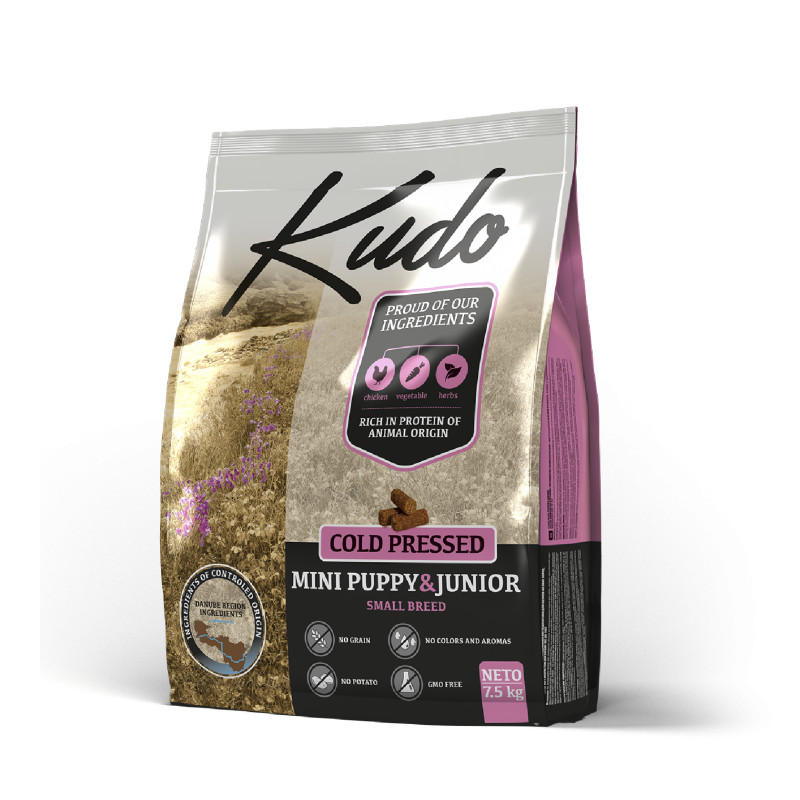 Kudo
PROUD OF OUR
INGREDIENTS
chicken vegetable herbs
RICH IN PROTEIN OF
ANIMAL ORIGIN
COLD PRESSED
MINI PUPPY&JUNIOR
SMALL BREED
INGREDIENTS OF CONTROLED ORIGIN
DANUBE REGION
INGREDIENTS
NO GRAIN
NO COLORS AND AROMAS
NO POTATO
GMO FREE
NETO
7.5 kg